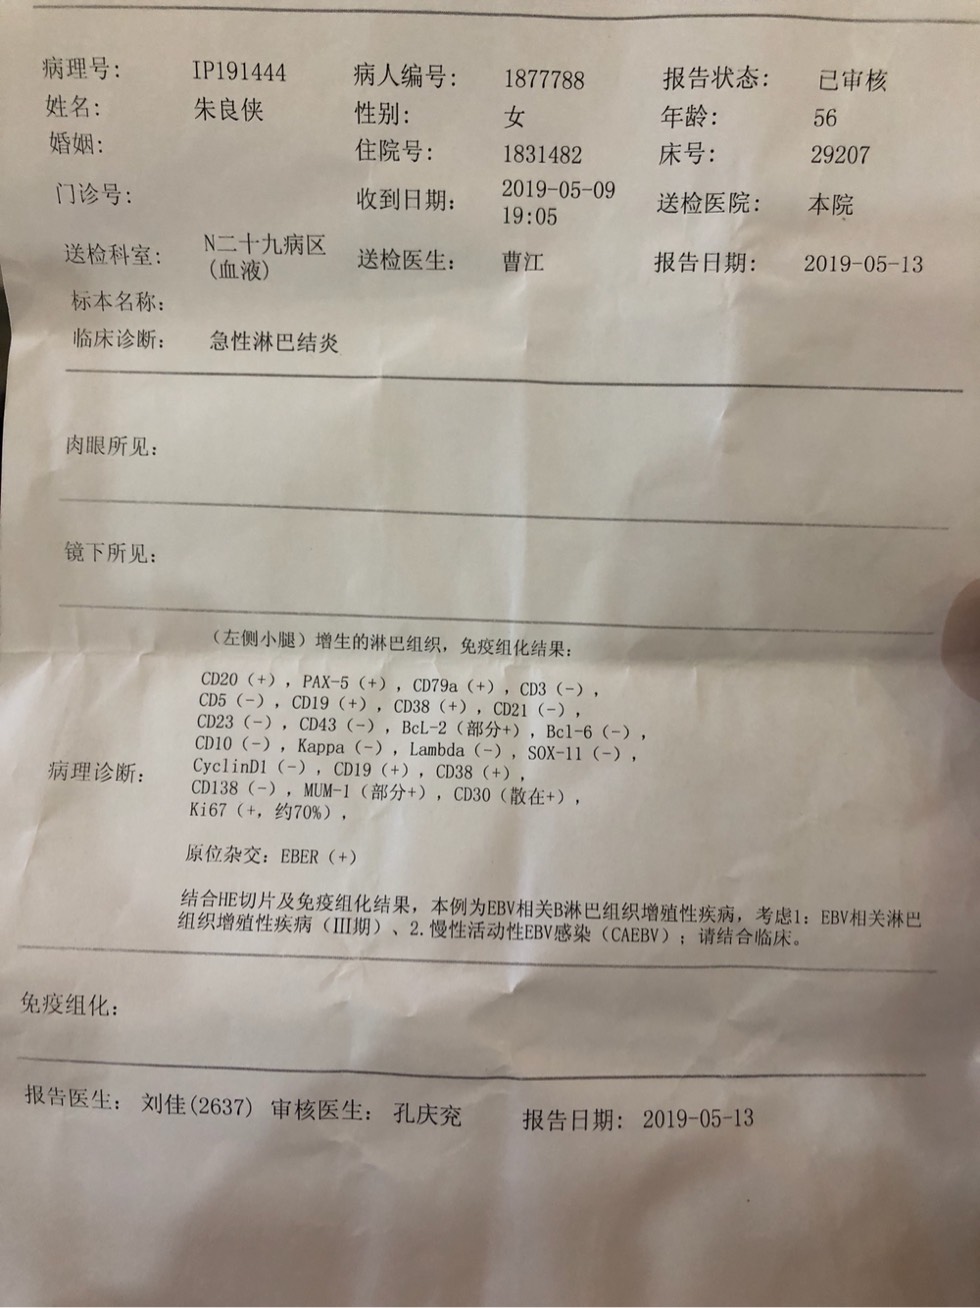 病理号: IP191444 病人编号: 1877788 报告状态: 已审核
姓名: 朱良侠 性别: 女 年龄: 56
婚姻: 住院号: 1831482 床号: 29207
门诊号: 收到日期: 2019-05-09 19:05 送检医院: 本院
送检科室: N二十九病区(血液) 送检医生: 曹江 报告日期: 2019-05-13
标本名称:
临床诊断: 急性淋巴结炎
肉眼所见:
镜下所见:
(左侧小腿)增生的淋巴组织，免疫组化结果:
CD20（+），PAX-5（+），CD79a（+），CD3（-），
CD5（-），CD19（+），CD38（+），CD21（-），
CD23（-），CD43（-），BcL-2（部分+），Bcl-6（-），
CD10（-），Kappa（-），Lambda（-），SOX-11（-），
CyclinD1（-），CD19（+），CD38（+），
病理诊断:
CD138（-），MUM-1（部分+），CD30（散在+），
Ki67（+，约70%），
原位杂交: EBER（+）
结合HE切片及免疫组化结果，本例为EBV相关B淋巴组织增殖性疾病，考虑1: EBV相关淋巴
组织增殖性疾病（III期）、2.慢性活动性EBV感染（CAEBV）; 请结合临床。
免疫组化:
报告医生: 刘佳(2637) 审核医生: 孔庆兖 报告日期: 2019-05-13